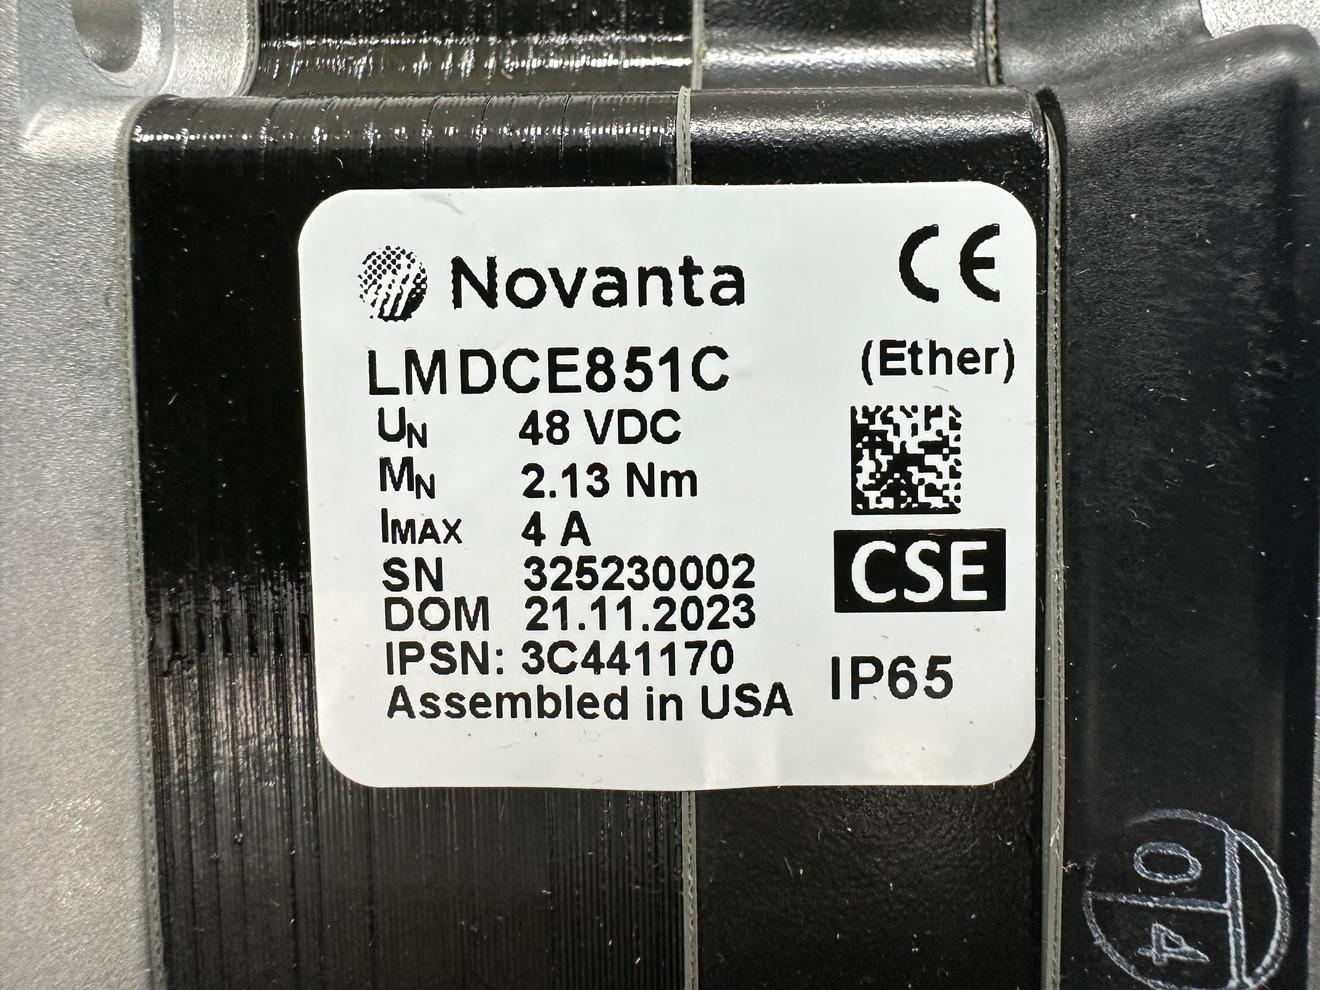 Novanta
CE
LMDCE851C
(Ether)
UN 48 VDC
MN 2.13 Nm
IMAX 4 A
SN 325230002
CSE
DOM 21.11.2023
IPSN: 3C441170
IP65
Assembled in USA
04